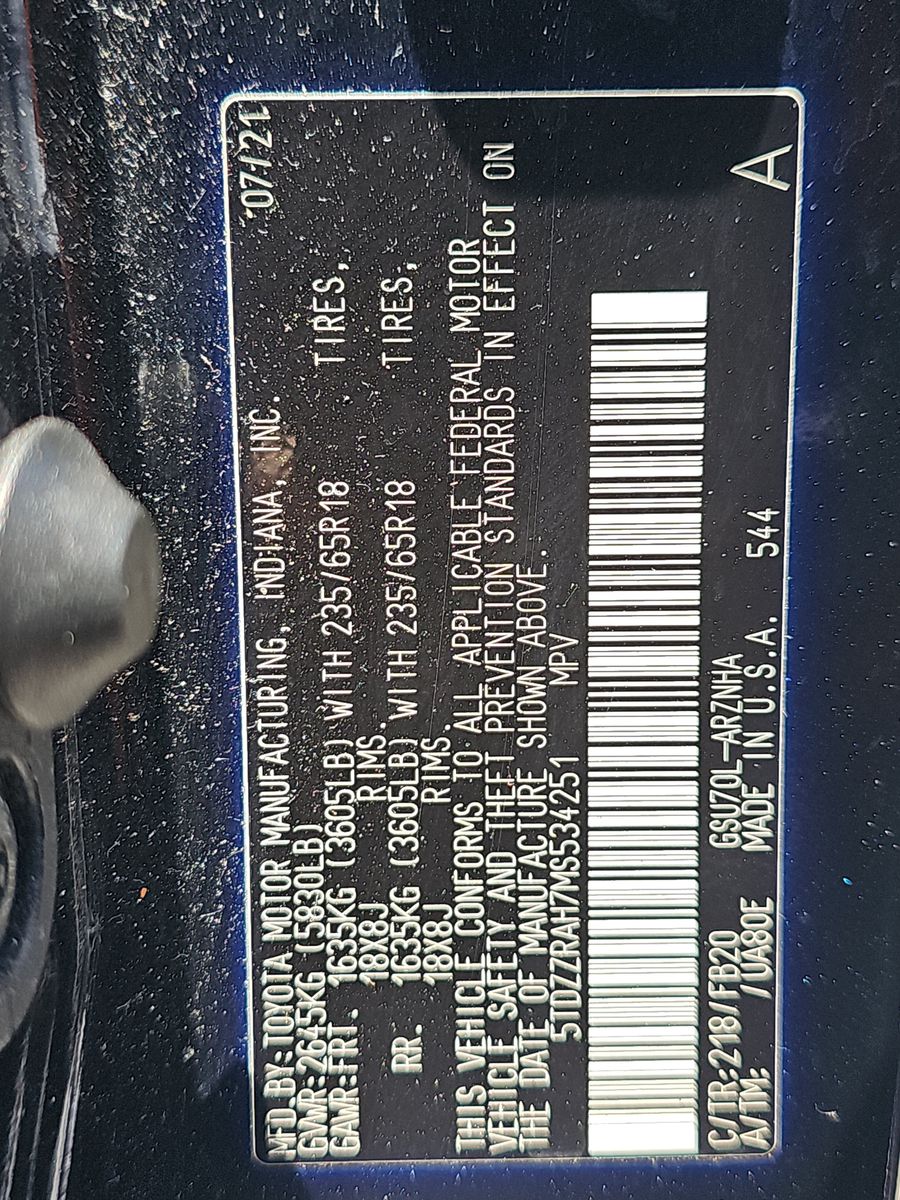 MFD BY: TOYOTA MOTOR MANUFACTURING, INDIANA, INC. 07/21
GVWR: 2645KG (5830LB)
GAWR: FRT. 1635KG (3605LB) WITH 235/65R18 TIRES,
18X8J RIMS.
RR. 1635KG (3605LB) WITH 235/65R18 TIRES,
18X8J RIMS.
THIS VEHICLE CONFORMS TO ALL APPLICABLE FEDERAL MOTOR
VEHICLE SAFETY AND THEFT PREVENTION STANDARDS IN EFFECT ON
THE DATE OF MANUFACTURE SHOWN ABOVE.
5TDZZRAH7MS534251 MPV
C/TR: 218/FB20 GSU70L-ARZNHA
A/TM: /UA80E MADE IN U.S.A. 544 A